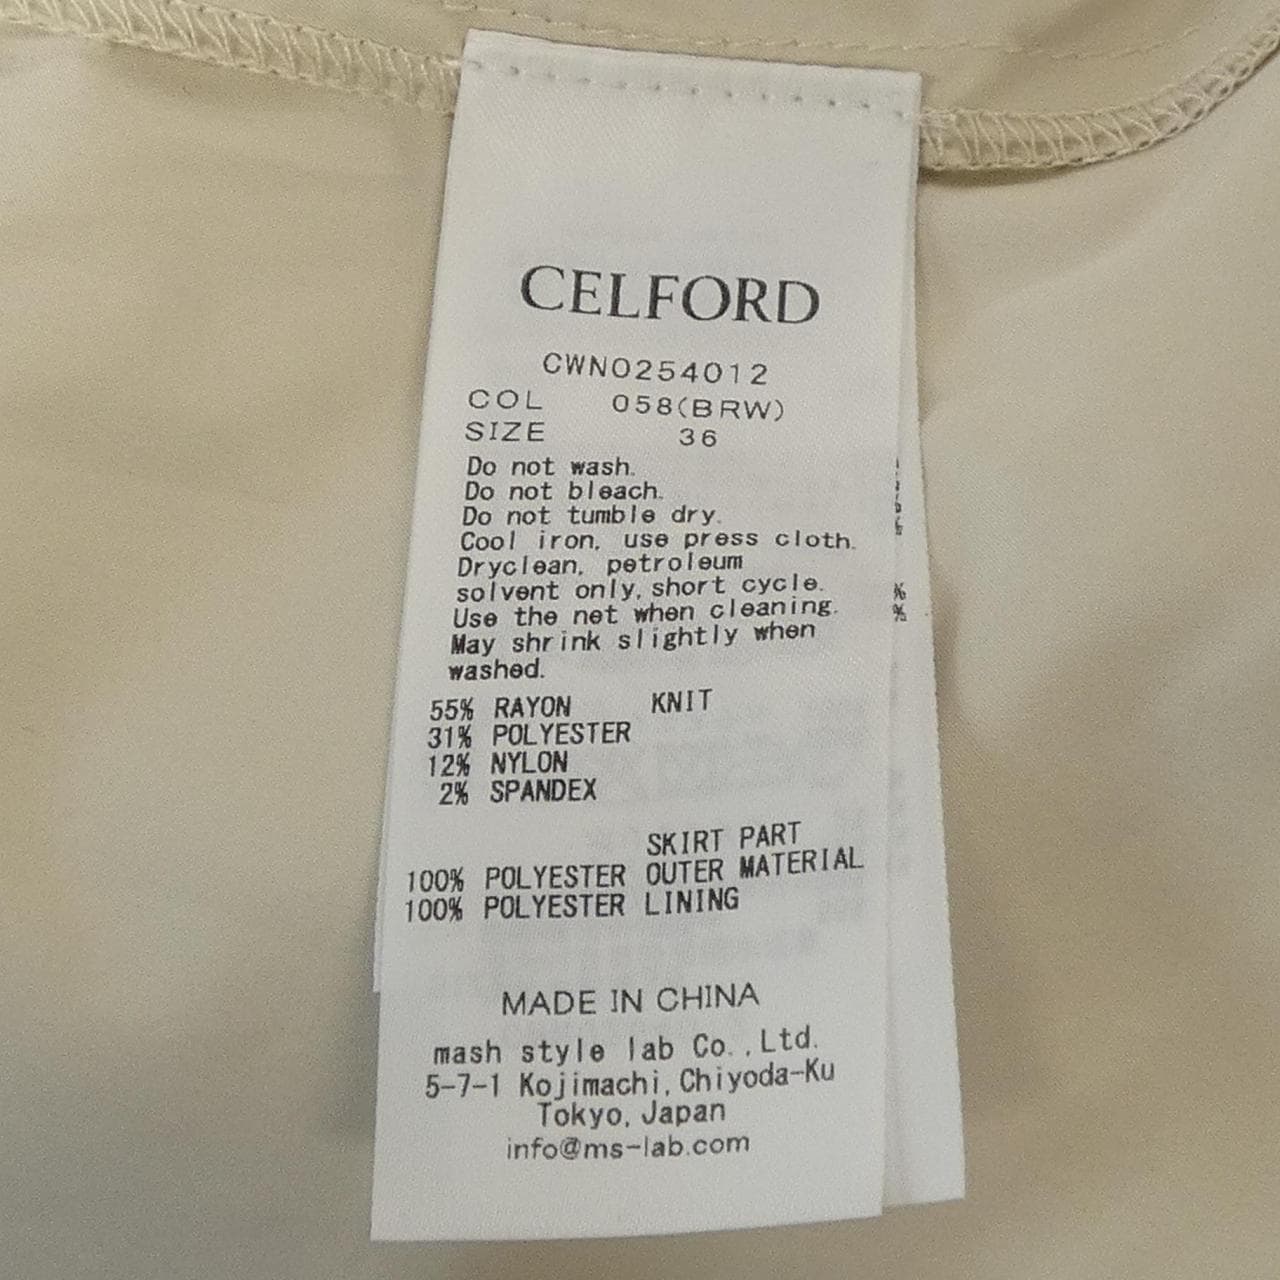 CELFORD
CWNO254012
COL 058(BRW)
SIZE 36
Do not wash.
Do not bleach.
Do not tumble dry.
Cool iron, use press cloth.
Dryclean, petroleum
solvent only, short cycle.
Use the net when cleaning.
May shrink slightly when
washed.
55% RAYON KNIT
31% POLYESTER
12% NYLON
2% SPANDEX
SKIRT PART
100% POLYESTER OUTER MATERIAL
100% POLYESTER LINING
MADE IN CHINA
mash style lab Co.,Ltd.
5-7-1 Kojimachi, Chiyoda-Ku
Tokyo, Japan
info@ms-lab.com